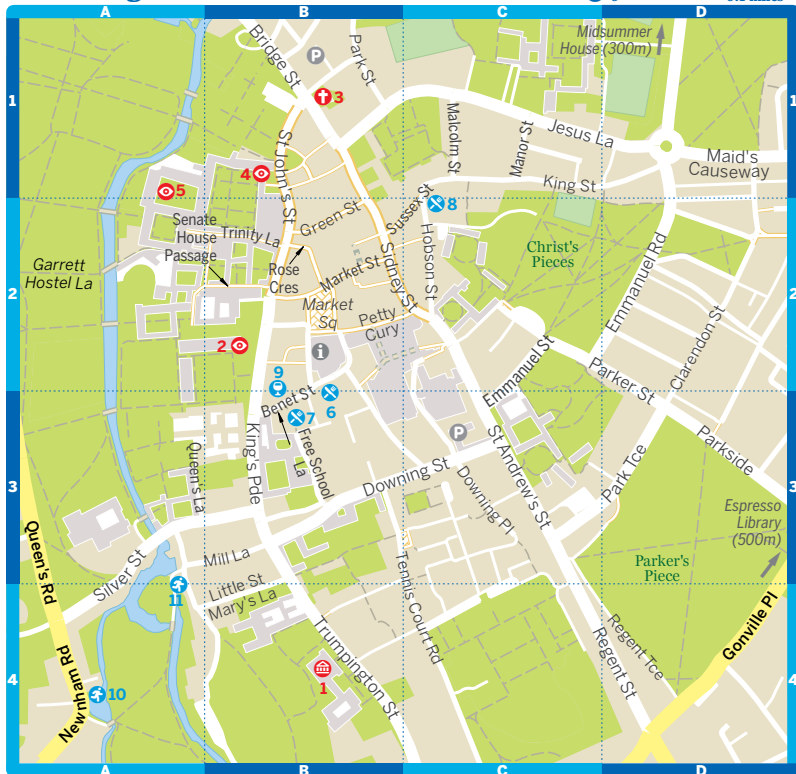 A
B
C
D
Midsummer
House (300m)
Bridge St
P
Park St
1
3
1
Malcolm St
Manor St
Jesus La
Maid's
Causeway
King St
St John's St
4
5
8
Sussex St
Green St
Senate
House
Passage
Trinity La
Hobson St
Christ's
Pieces
Emmanuel Rd
Garrett
Hostel La
Rose
Cres
Market St
Sidney St
2
Market
Sq
Petty
Cury
2
Clarendon St
2
i
Emmanuel St
Parker St
9
Benet St
6
7
P
Parkside
King's Pde
Queen's La
Free School
La
St Andrew's St
Downing St
Park Tce
3
Downing Pl
3
Espresso
Library
(500m)
Queen's Rd
Silver St
Mill La
Parker's
Piece
Tennis Court Rd
11
Little St
Mary's La
Trumpington St
Regent St
Regent Tce
Gonville Pl
Newnham Rd
10
4
1
4
A
B
C
D